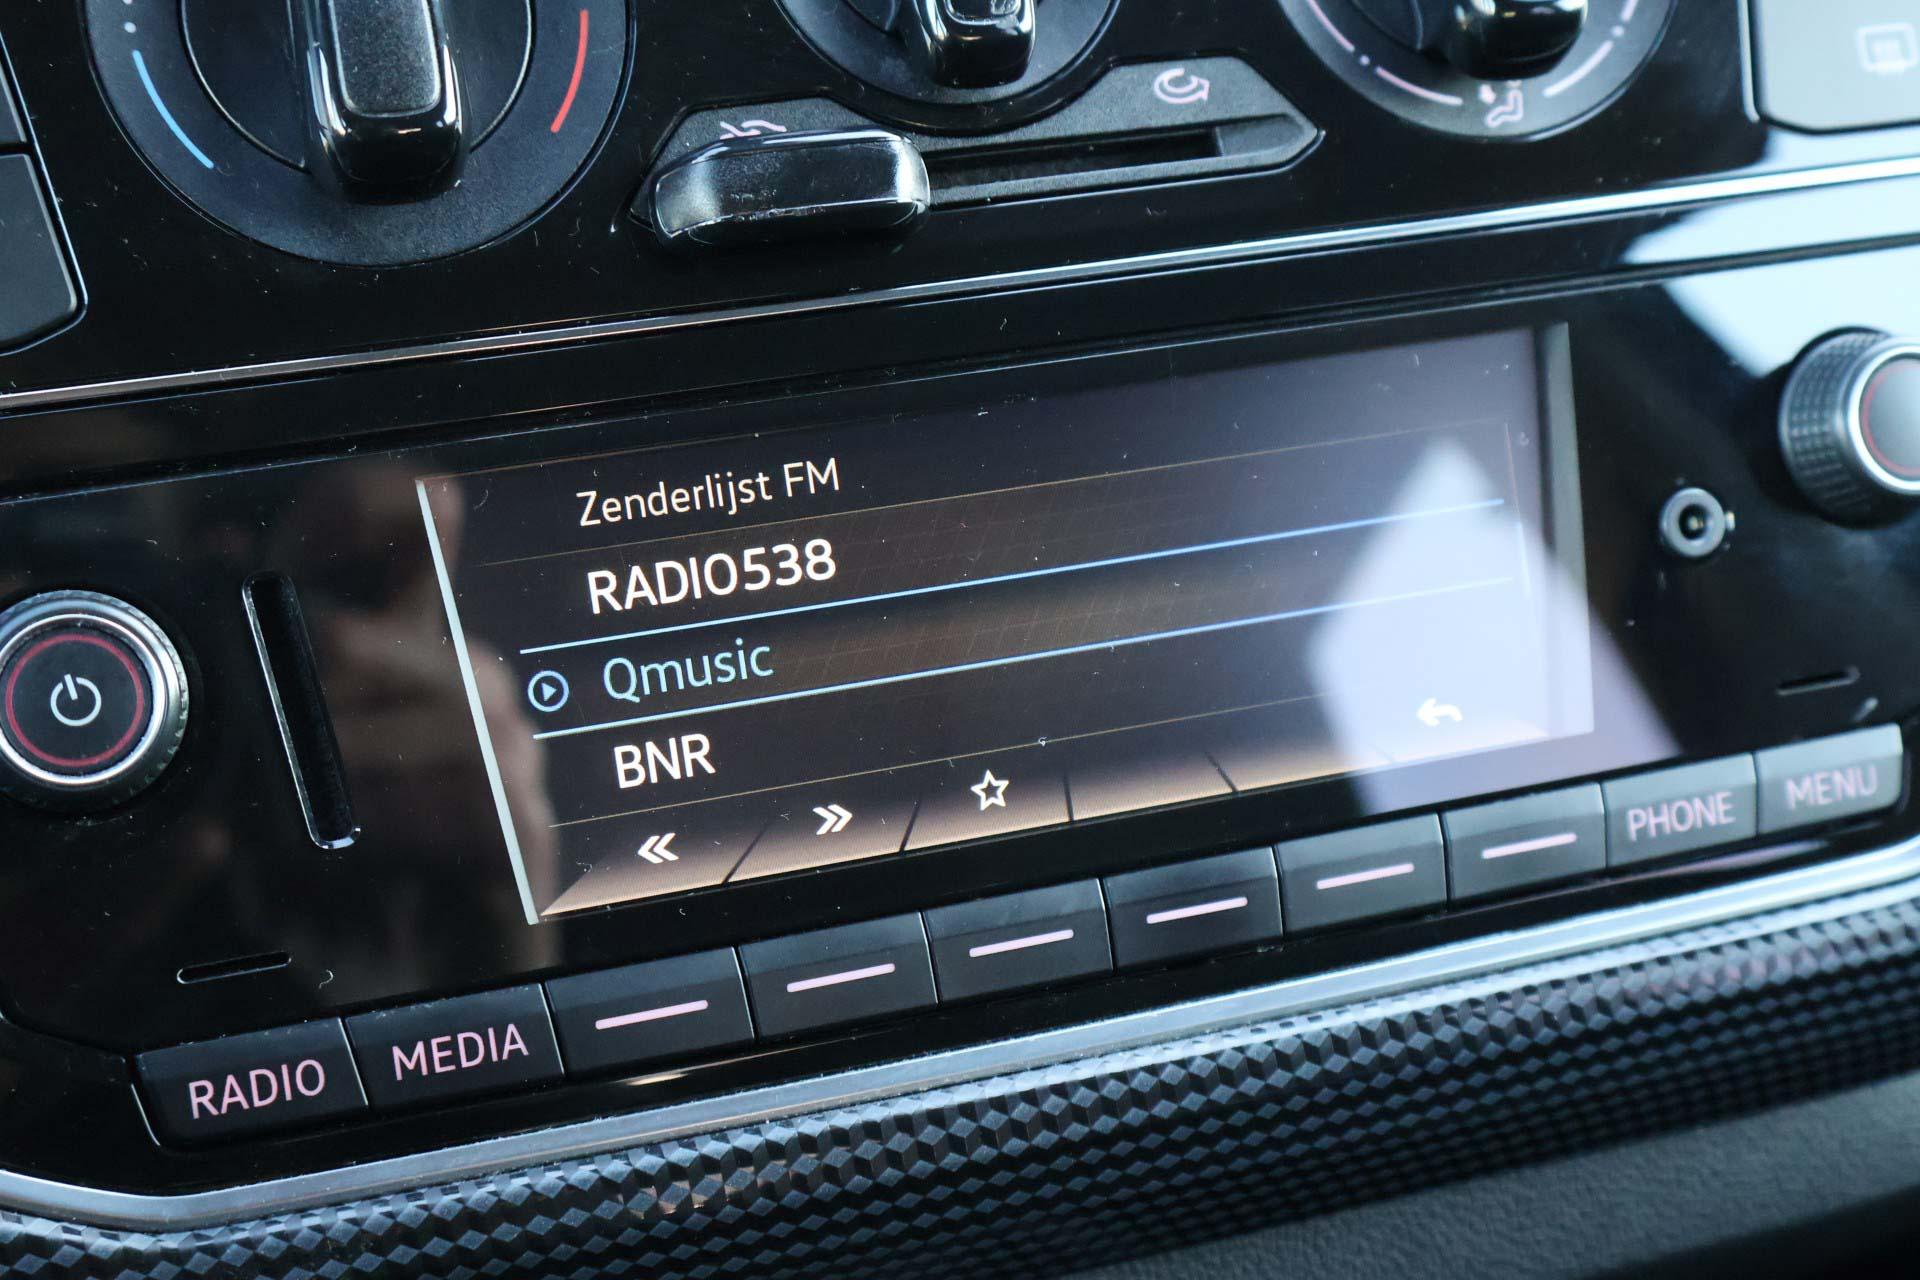 Zenderlijst FM
RADIO538
Qmusic
BNR
RADIO
MEDIA
PHONE
MENU